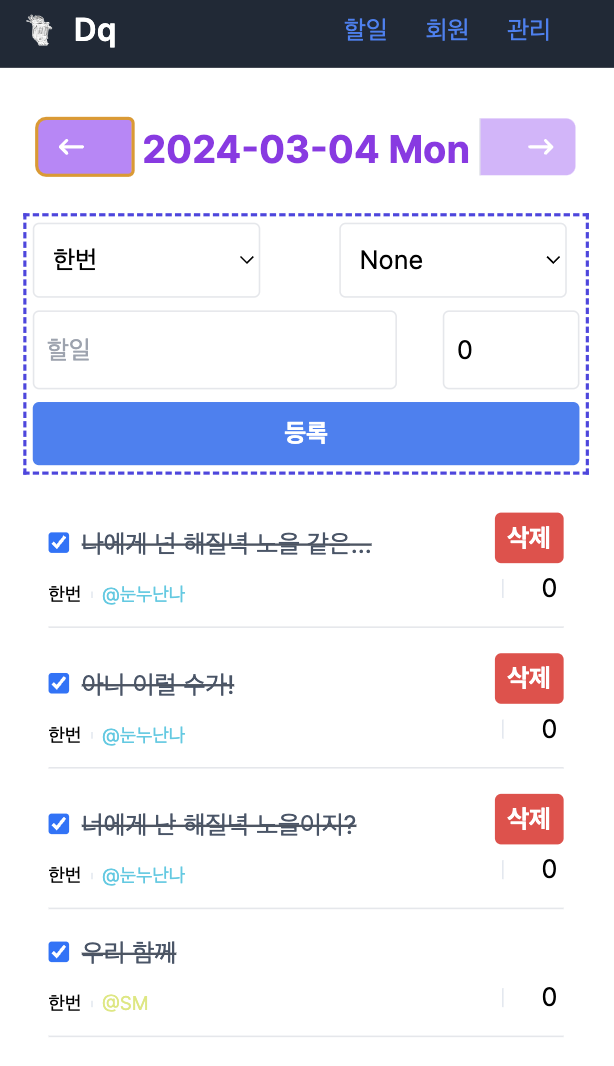 Dq 할일 회원 관리
← 2024-03-04 Mon →
한번 None
할일 0
등록
나에게 넌 해질녘 노을 같은... 삭제
한번 @눈누난나 0
아니 이럴 수가! 삭제
한번 @눈누난나 0
너에게 난 해질녘 노을이지? 삭제
한번 @눈누난나 0
우리 함께
한번 @SM 0